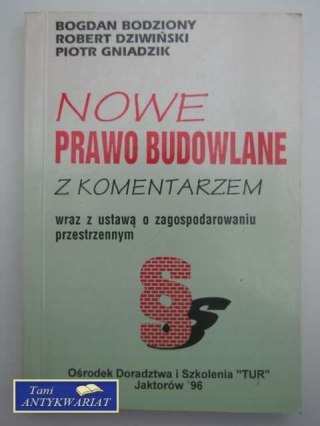 BOGDAN BODZIONY
ROBERT DZIWIŃSKI
PIOTR GNIADZIK
NOWE
PRAWO BUDOWLANE
Z KOMENTARZEM
wraz z ustawą o zagospodarowaniu
przestrzennym
§ §
Ośrodek Doradztwa i Szkolenia "TUR"
Jaktorów `96
Tani
ANTYKWARIAT